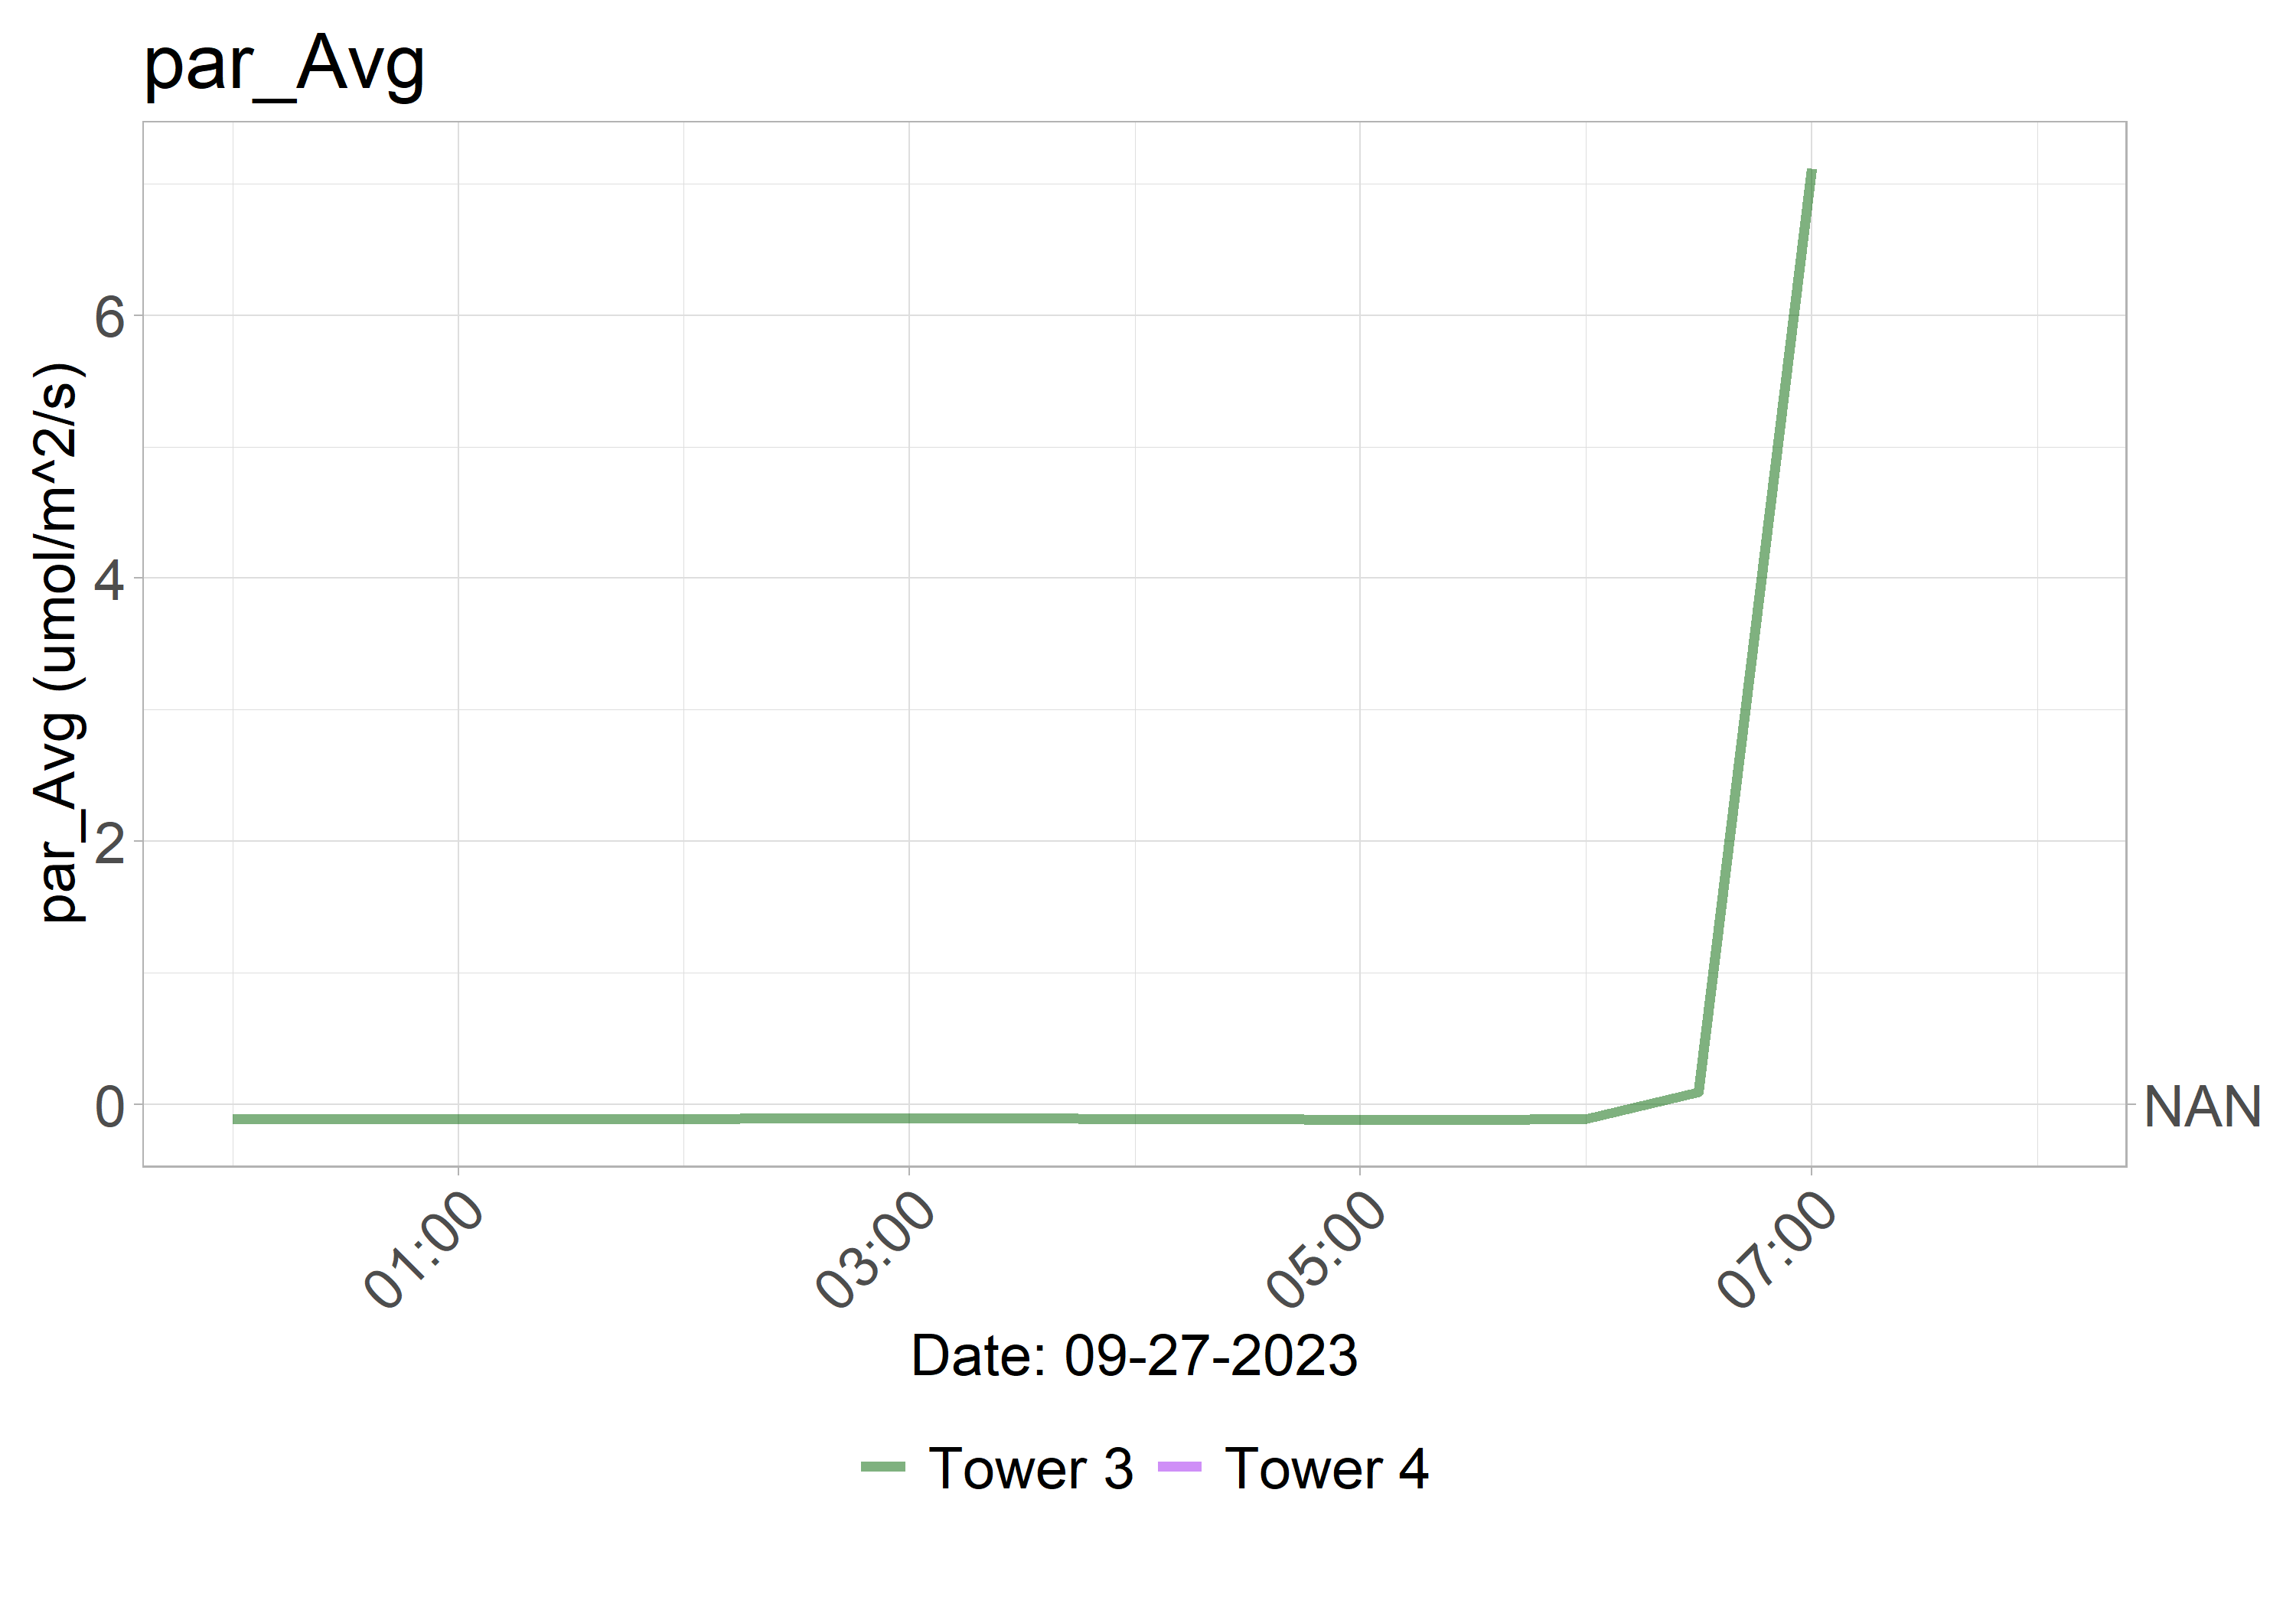 par_Avg
par_Avg (umol/m^2/s)
6
4
2
0
NAN
01:00
03:00
05:00
07:00
Date: 09-27-2023
Tower 3
Tower 4